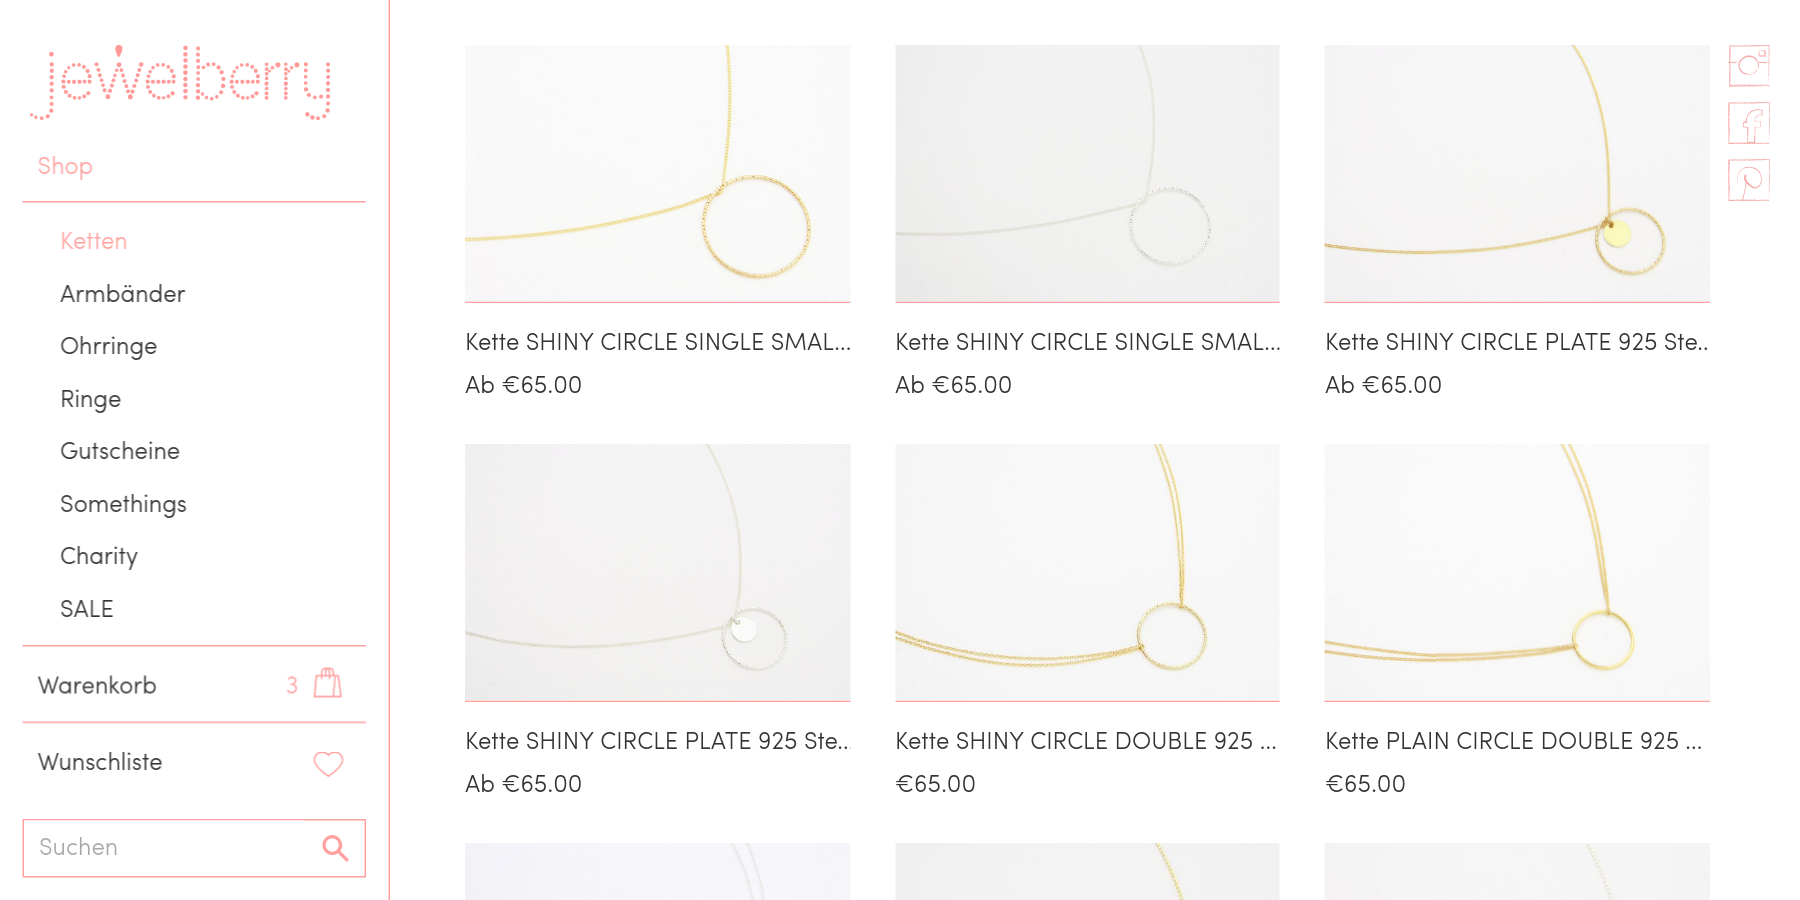 jewelberry
Shop
Ketten
Armbänder
Ohrringe
Ringe
Gutscheine
Somethings
Charity
SALE
Warenkorb 3
Wunschliste
Suchen
Kette SHINY CIRCLE SINGLE SMAL...
Ab €65.00
Kette SHINY CIRCLE SINGLE SMAL...
Ab €65.00
Kette SHINY CIRCLE PLATE 925 Ste..
Ab €65.00
Kette SHINY CIRCLE PLATE 925 Ste..
Ab €65.00
Kette SHINY CIRCLE DOUBLE 925 ...
€65.00
Kette PLAIN CIRCLE DOUBLE 925 ...
€65.00